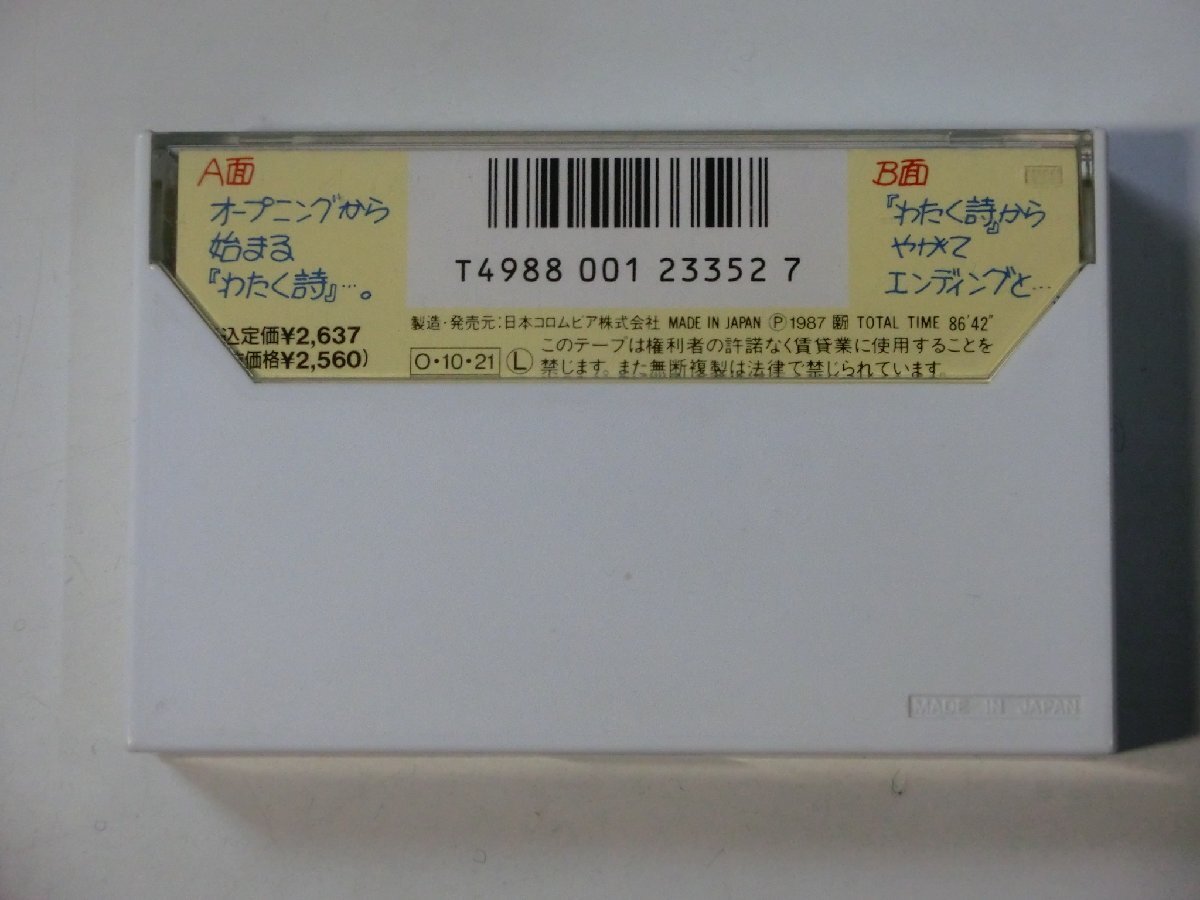 A面
オープニングから
始まる
『わたく詩』…。
B面
『わたく詩』から
やがて
エンディングと…
T4988 001 23352 7
込定価¥2,637
価格¥2,560)
製造・発売元:日本コロムビア株式会社 MADE IN JAPAN Ⓟ1987 TOTAL TIME 86'42"
O・10・21 Ⓛ
このテープは権利者の許諾なく賃貸業に使用することを
禁じます。また無断複製は法律で禁じられています。
MADE IN JAPAN